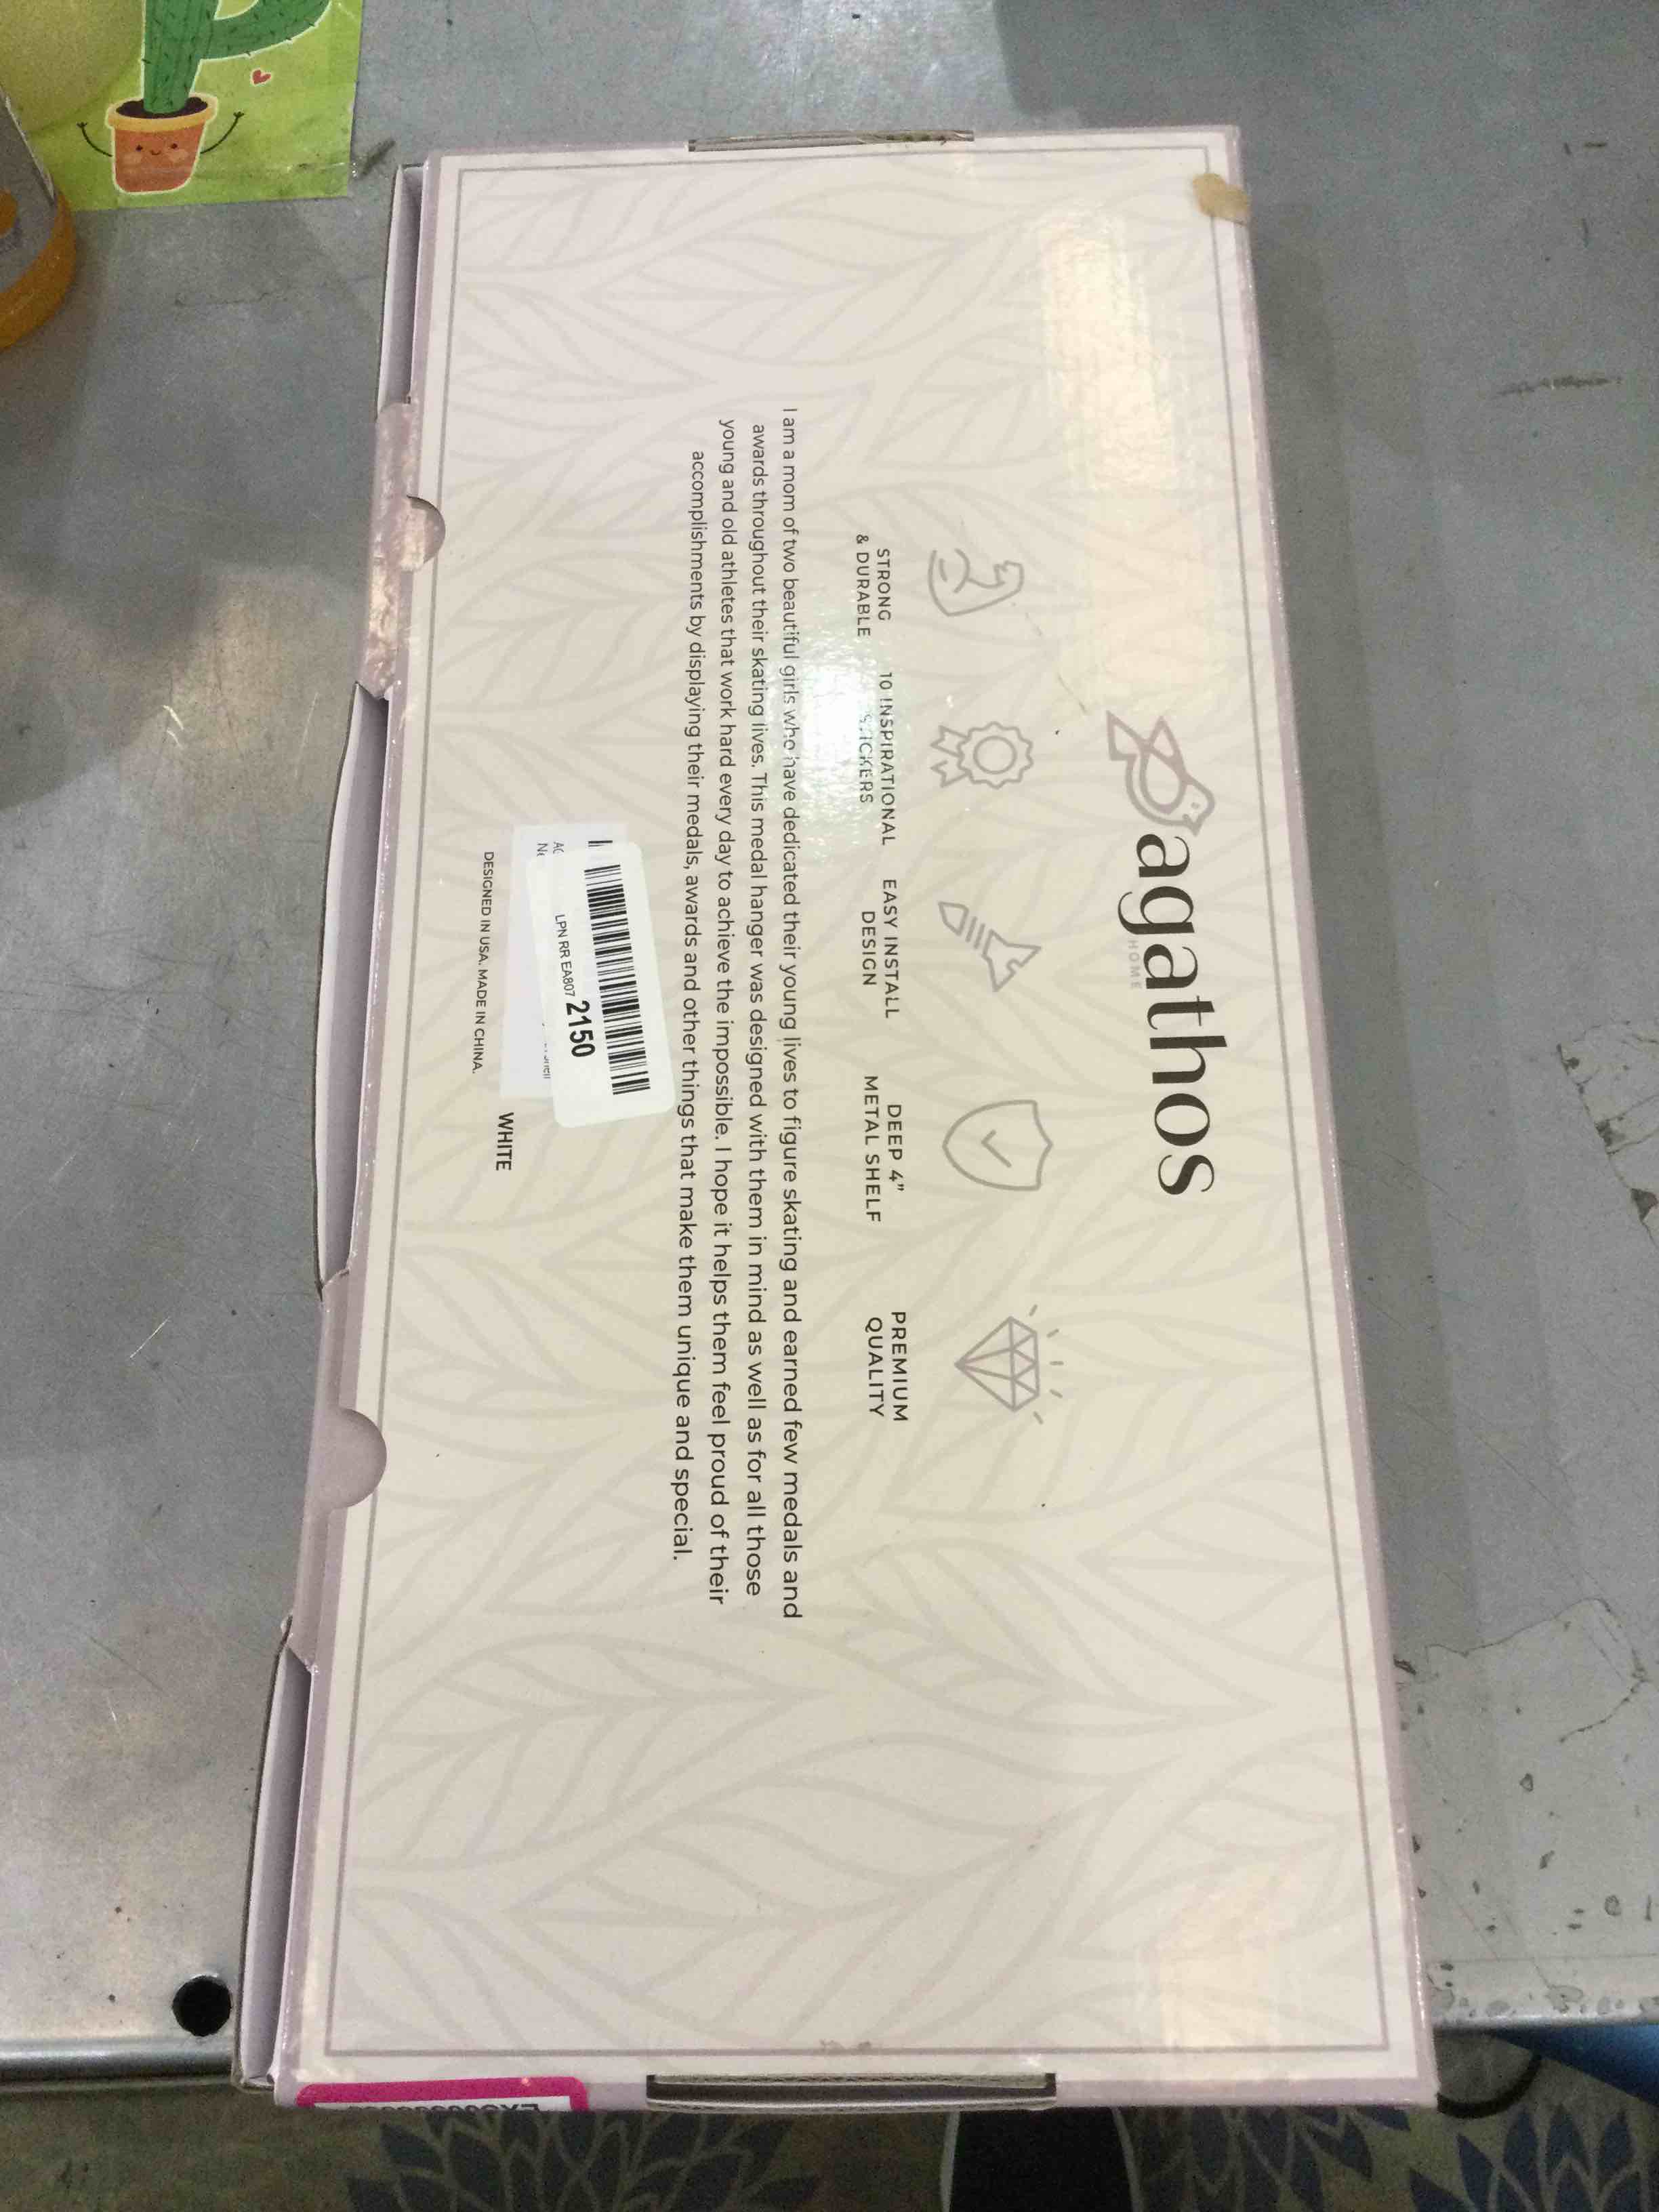 agathos
HOME
STRONG
& DURABLE
10 INSPIRATIONAL
STICKERS
EASY INSTALL
DESIGN
DEEP 4”
METAL SHELF
PREMIUM
QUALITY
I am a mom of two beautiful girls who have dedicated their young lives to figure skating and earned few medals and
awards throughout their skating lives. This medal hanger was designed with them in mind as well as for all those
young and old athletes that work hard every day to achieve the impossible. I hope it helps them feel proud of their
accomplishments by displaying their medals, awards and other things that make them unique and special.
LPN RR EA807 2150
WHITE
DESIGNED IN USA. MADE IN CHINA.